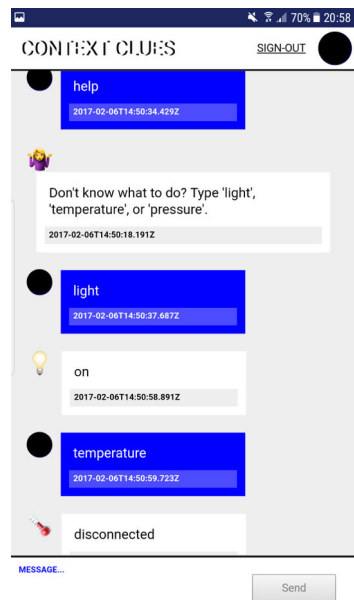 70% 20:58
CONTEXT CLUES
SIGN-OUT
help
2017-02-06T14:50:34.429Z
Don't know what to do? Type 'light',
'temperature', or 'pressure'.
2017-02-06T14:50:18.191Z
light
2017-02-06T14:50:37.687Z
on
2017-02-06T14:50:58.891Z
temperature
2017-02-06T14:50:59.723Z
disconnected
MESSAGE...
Send